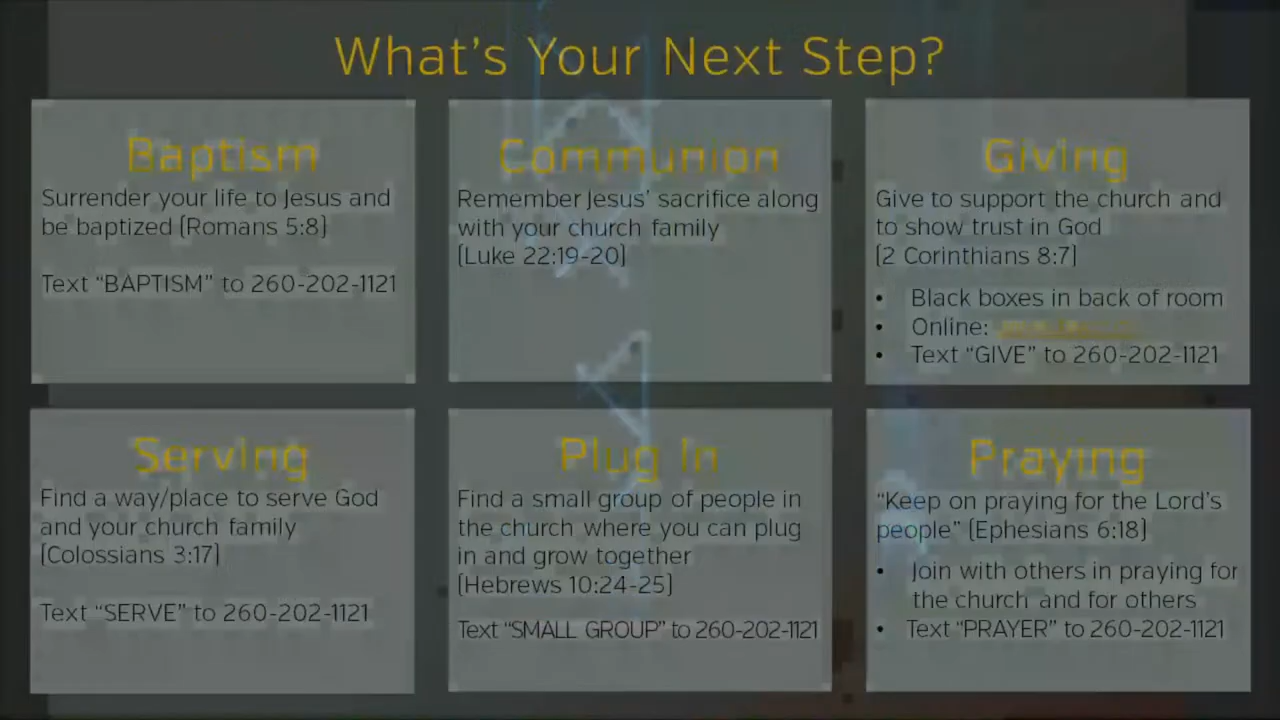 What's Your Next Step?
Baptism
Surrender your life to Jesus and
be baptized (Romans 5:8)
Text “BAPTISM” to 260-202-1121
Communion
Remember Jesus' sacrifice along
with your church family
(Luke 22:19-20)
Giving
Give to support the church and
to show trust in God
(2 Corinthians 8:7)
• Black boxes in back of room
• Online:
• Text “GIVE” to 260-202-1121
Serving
Find a way/place to serve God
and your church family
(Colossians 3:17)
Text “SERVE” to 260-202-1121
Plug In
Find a small group of people in
the church where you can plug
in and grow together
(Hebrews 10:24-25)
Text “SMALL GROUP” to 260-202-1121
Praying
“Keep on praying for the Lord's
people” (Ephesians 6:18)
• Join with others in praying for
the church and for others
• Text “PRAYER” to 260-202-1121